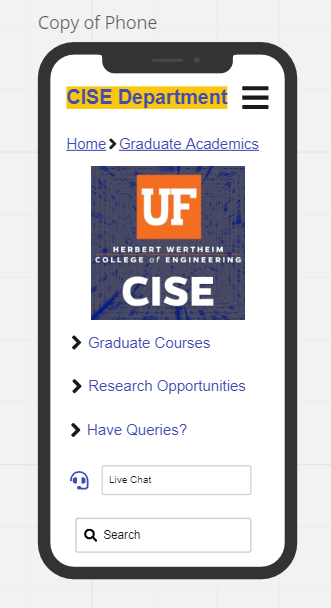 Copy of Phone
CISE Department
Home Graduate Academics
UF
HERBERT WERTHEIM
COLLEGE of ENGINEERING
CISE
Graduate Courses
Research Opportunities
Have Queries?
Live Chat
Search